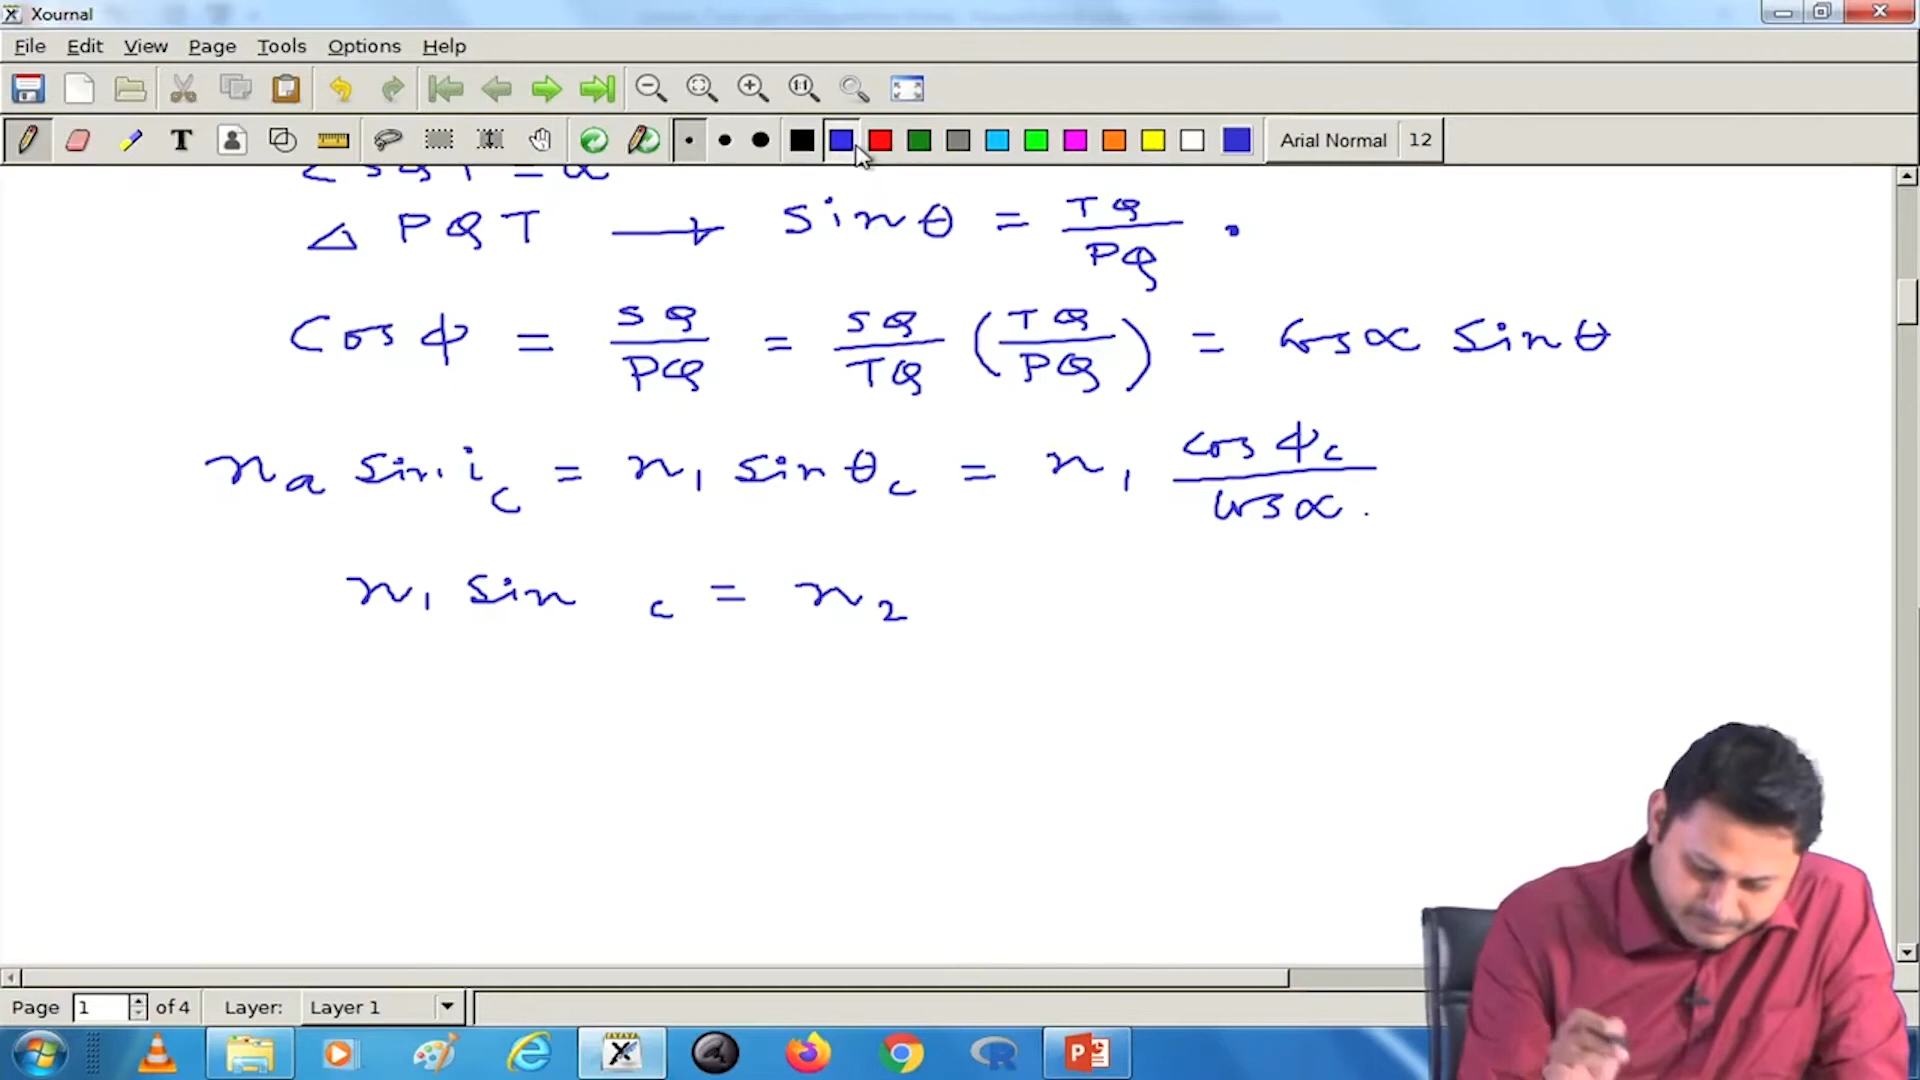 Xournal
File Edit View Page Tools Options Help
Arial Normal 12
Δ PQT → sin θ = TQ/PQ .
Cos φ = SQ/PQ = SQ/TQ (TQ/PQ) = cos α sin θ
n_a sin i_c = n_1 sin θ_c = n_1 cos φ_c / cos α .
n_1 sin c = n_2
Page 1 of 4 Layer: Layer 1